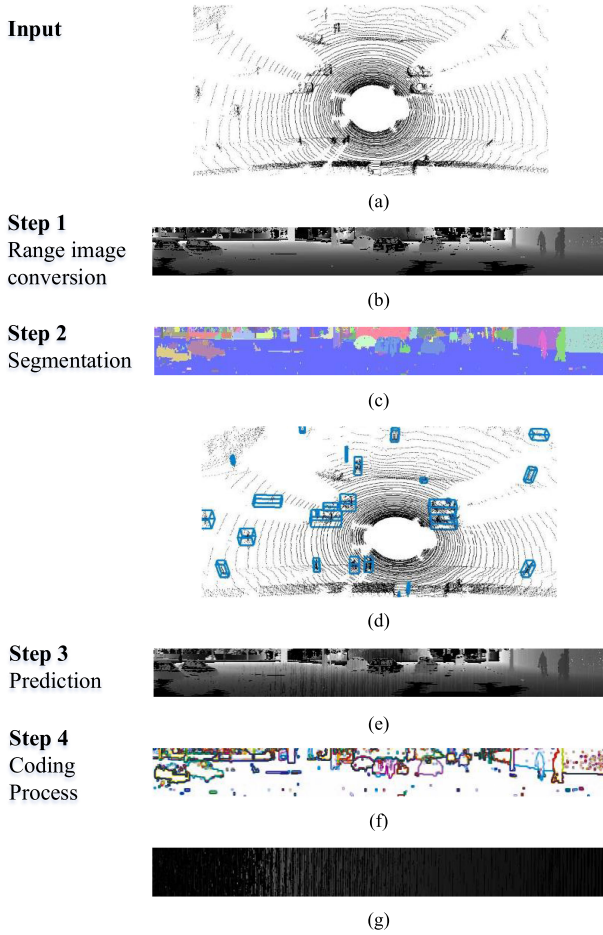 Input
(a)
Step 1
Range image
conversion
(b)
Step 2
Segmentation
(c)
(d)
Step 3
Prediction
(e)
Step 4
Coding
Process
(f)
(g)